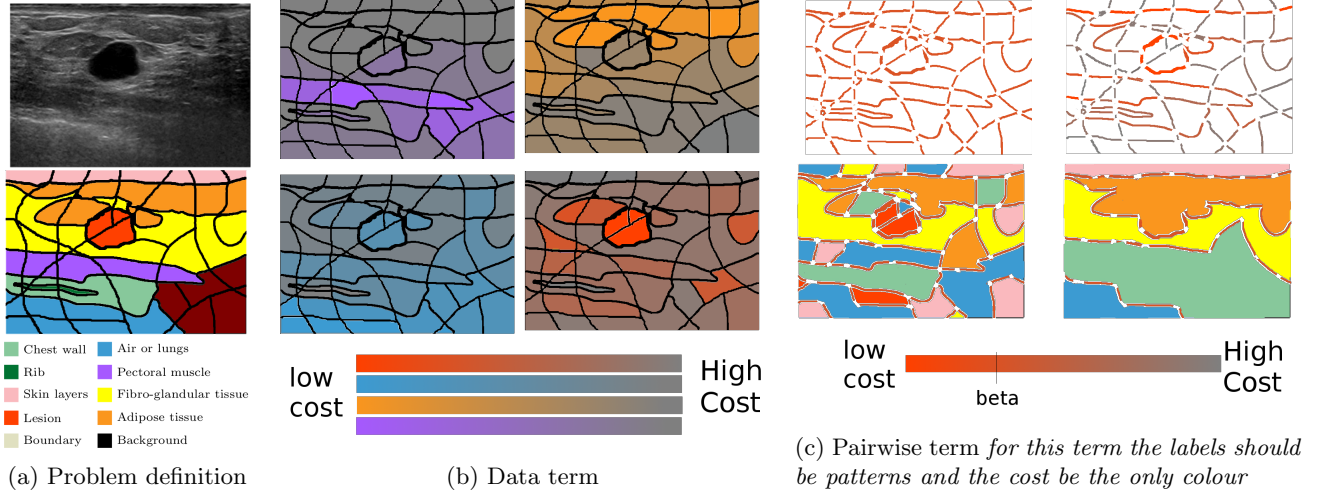 Chest wall
Air or lungs
Rib
Pectoral muscle
Skin layers
Fibro-glandular tissue
Lesion
Adipose tissue
Boundary
Background
(a) Problem definition
low
cost
High
Cost
(b) Data term
low
cost
High
Cost
beta
(c) Pairwise term for this term the labels should
be patterns and the cost be the only colour